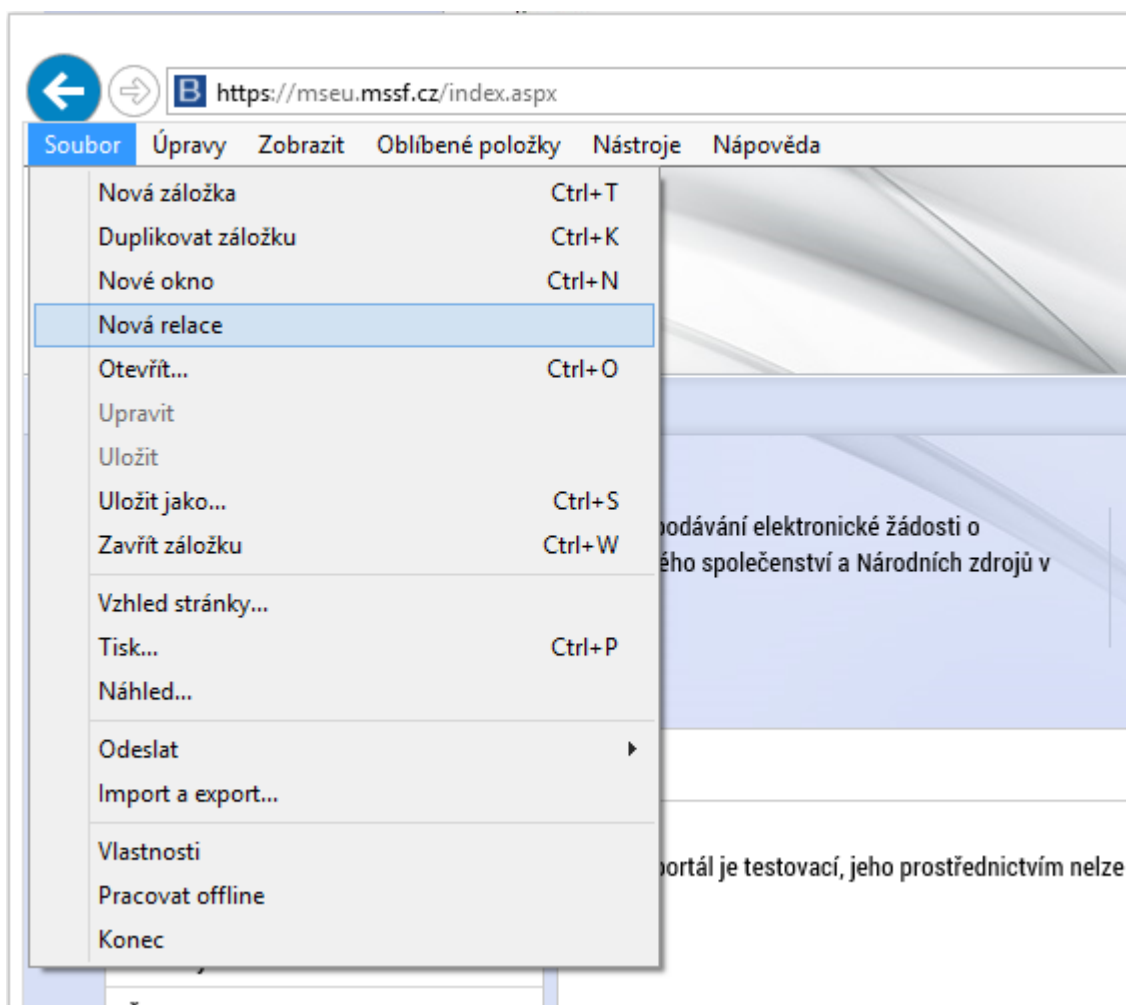 https://mseu.mssf.cz/index.aspx
Soubor Úpravy Zobrazit Oblíbené položky Nástroje Nápověda
Nová záložka Ctrl+T
Duplikovat záložku Ctrl+K
Nové okno Ctrl+N
Nová relace
Otevřít... Ctrl+O
Upravit
Uložit
Uložit jako... Ctrl+S
Zavřít záložku Ctrl+W
Vzhled stránky...
Tisk... Ctrl+P
Náhled...
Odeslat
Import a export...
Vlastnosti
Pracovat offline
Konec
podávání elektronické žádosti o
ého společenství a Národních zdrojů v
portál je testovací, jeho prostřednictvím nelze